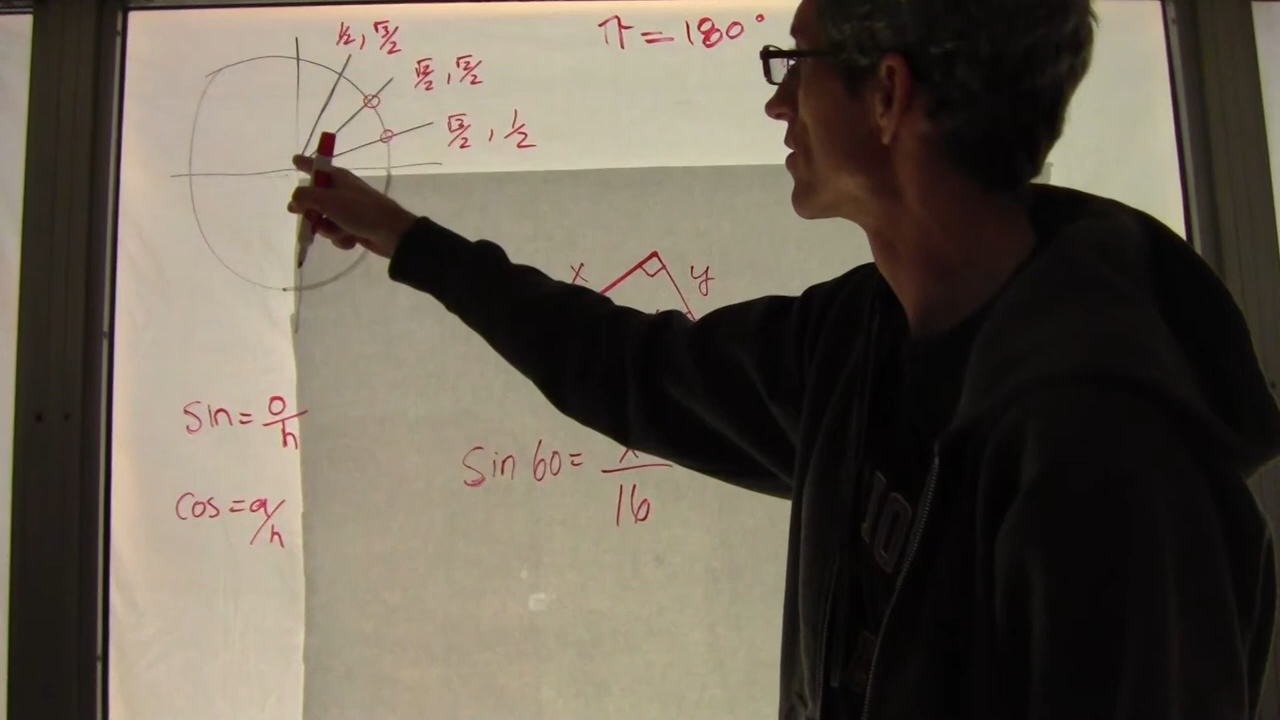 π = 180°
1/2, √3/2
√2/2, √2/2
√3/2, 1/2
x
y
sin = o/h
sin 60 = x/16
cos = a/h